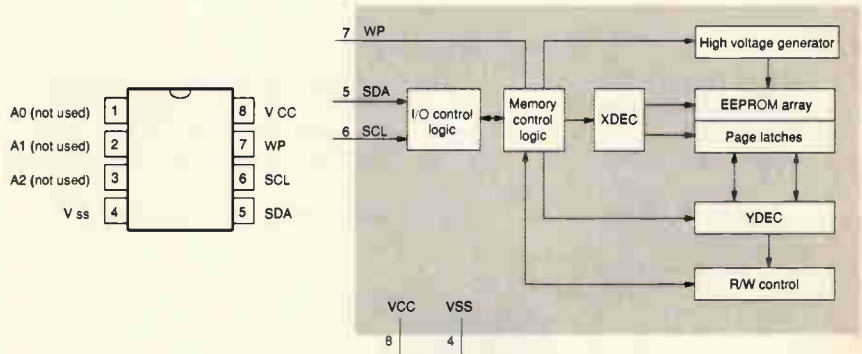 A0 (not used) 1 8 V CC
A1 (not used) 2 7 WP
A2 (not used) 3 6 SCL
V ss 4 5 SDA
7 WP
5 SDA
6 SCL
I/O control
logic
Memory
control
logic
XDEC
High voltage generator
EEPROM array
Page latches
YDEC
R/W control
VCC VSS
8 4